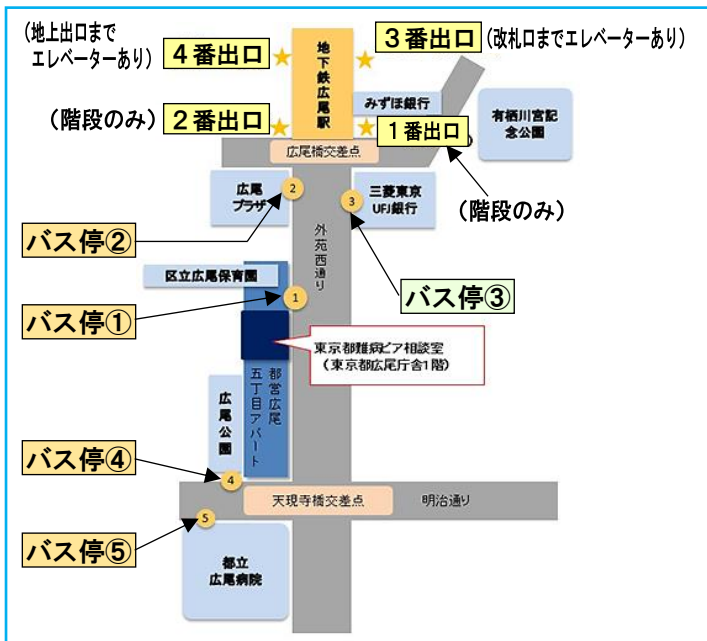 (地上出口まで
エレベーターあり)
4番出口
地下鉄広尾駅
3番出口
(改札口までエレベーターあり)
みずほ銀行
有栖川宮記
念公園
(階段のみ)
2番出口
1番出口
広尾橋交差点
(階段のみ)
広尾
プラザ
2
3
三菱東京
UFJ銀行
バス停②
外苑西通り
区立広尾保育園
1
バス停③
バス停①
東京都難病ピア相談室
(東京都広尾庁舎1階)
都営広尾
五丁目アパート
広尾公園
バス停④
4
天現寺橋交差点
明治通り
5
バス停⑤
都立
広尾病院